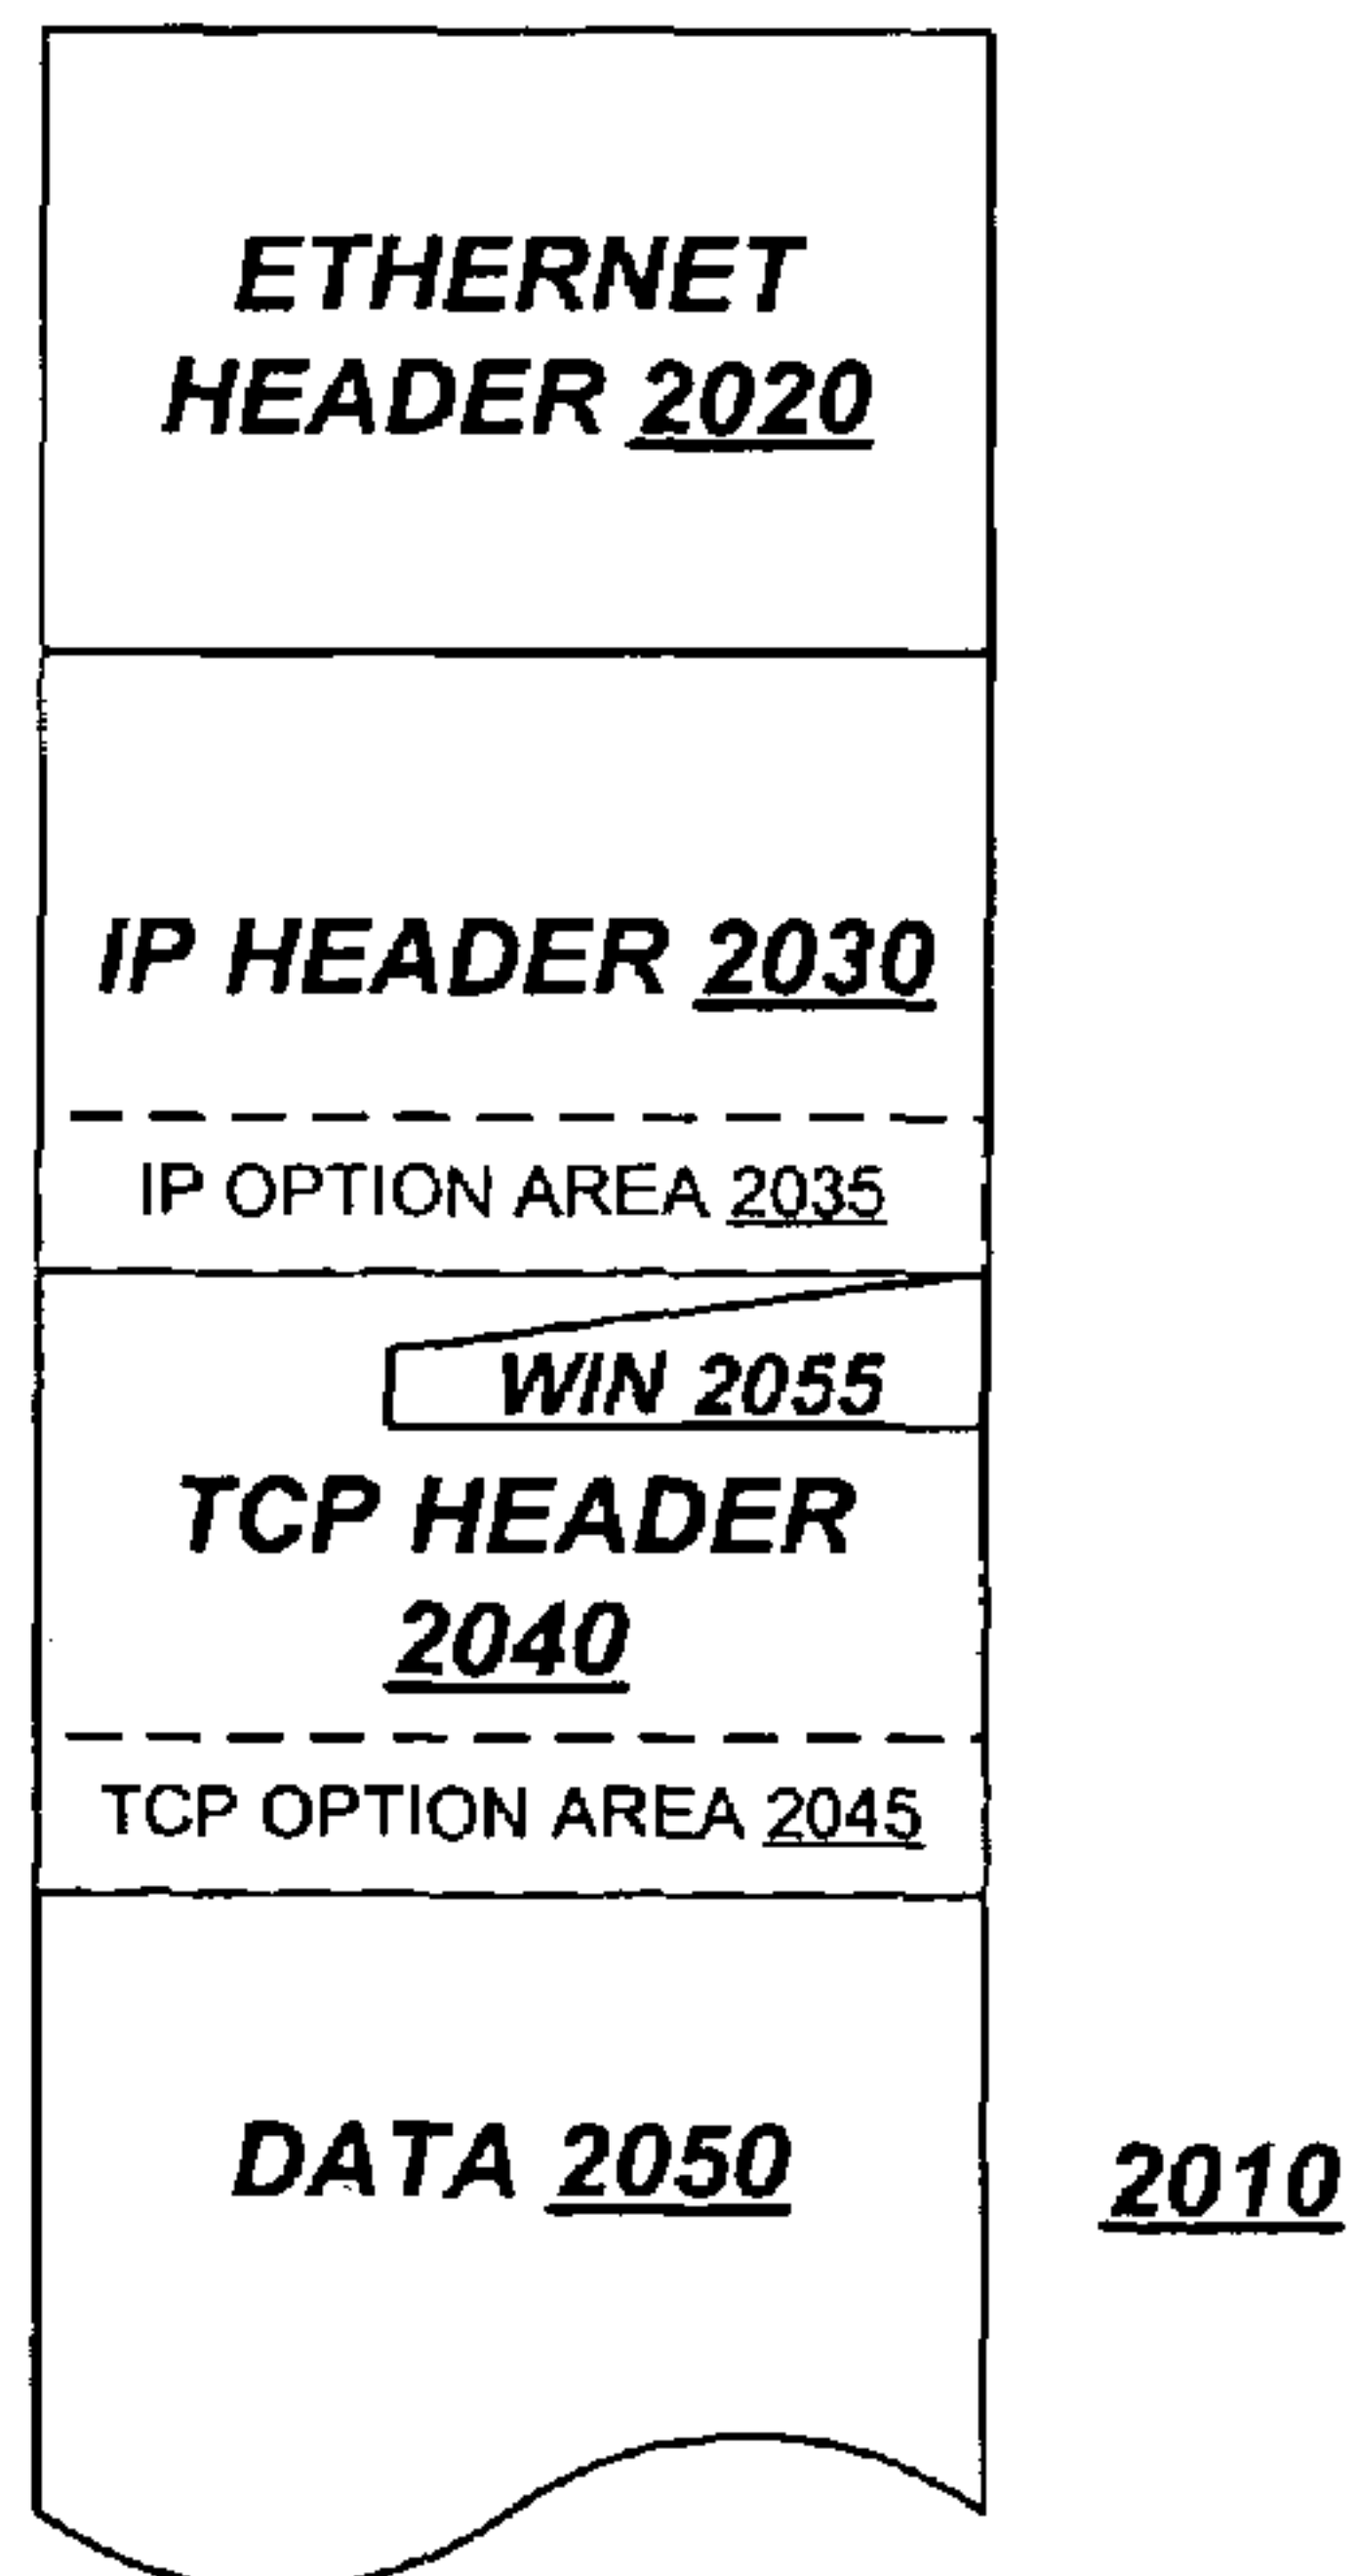 ETHERNET
HEADER 2020
IP HEADER 2030
IP OPTION AREA 2035
WIN 2055
TCP HEADER
2040
TCP OPTION AREA 2045
DATA 2050
2010